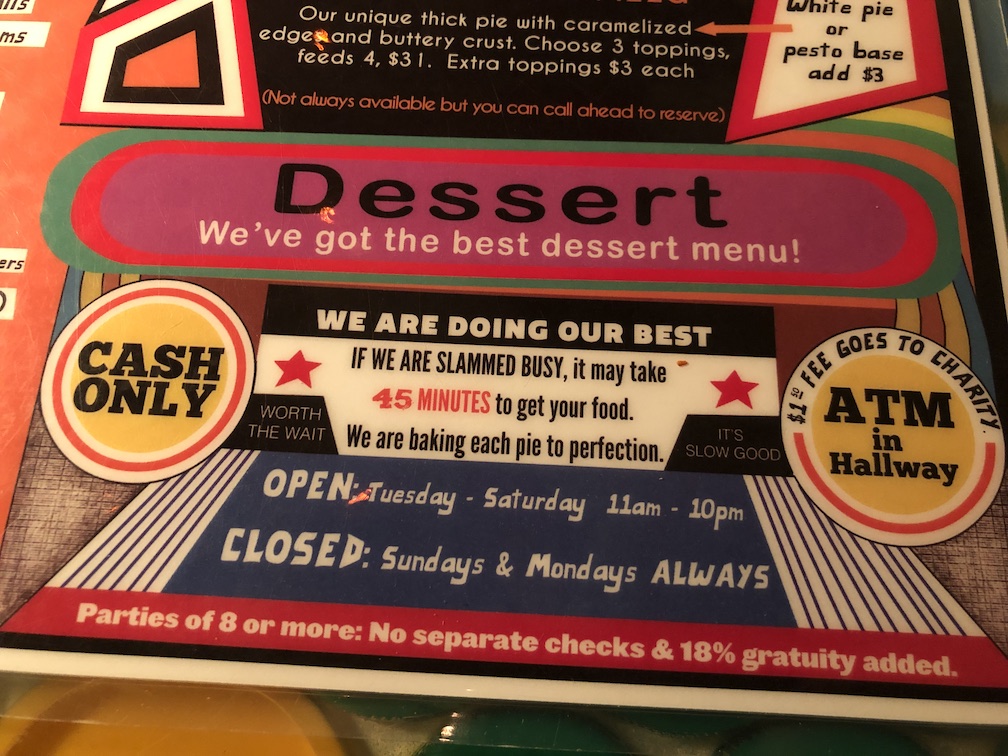 Our unique thick pie with caramelized
edges and buttery crust. Choose 3 toppings,
feeds 4, $31. Extra toppings $3 each
(Not always available but you can call ahead to reserve)
White pie
or
pesto base
add $3
Dessert
We've got the best dessert menu!
CASH
ONLY
WE ARE DOING OUR BEST
IF WE ARE SLAMMED BUSY, it may take
45 MINUTES to get your food.
We are baking each pie to perfection.
WORTH
THE WAIT
IT'S
SLOW GOOD
$1.50 FEE GOES TO CHARITY.
ATM
in
Hallway
OPEN: Tuesday - Saturday 11am - 10pm
CLOSED: Sundays & Mondays ALWAYS
Parties of 8 or more: No separate checks & 18% gratuity added.